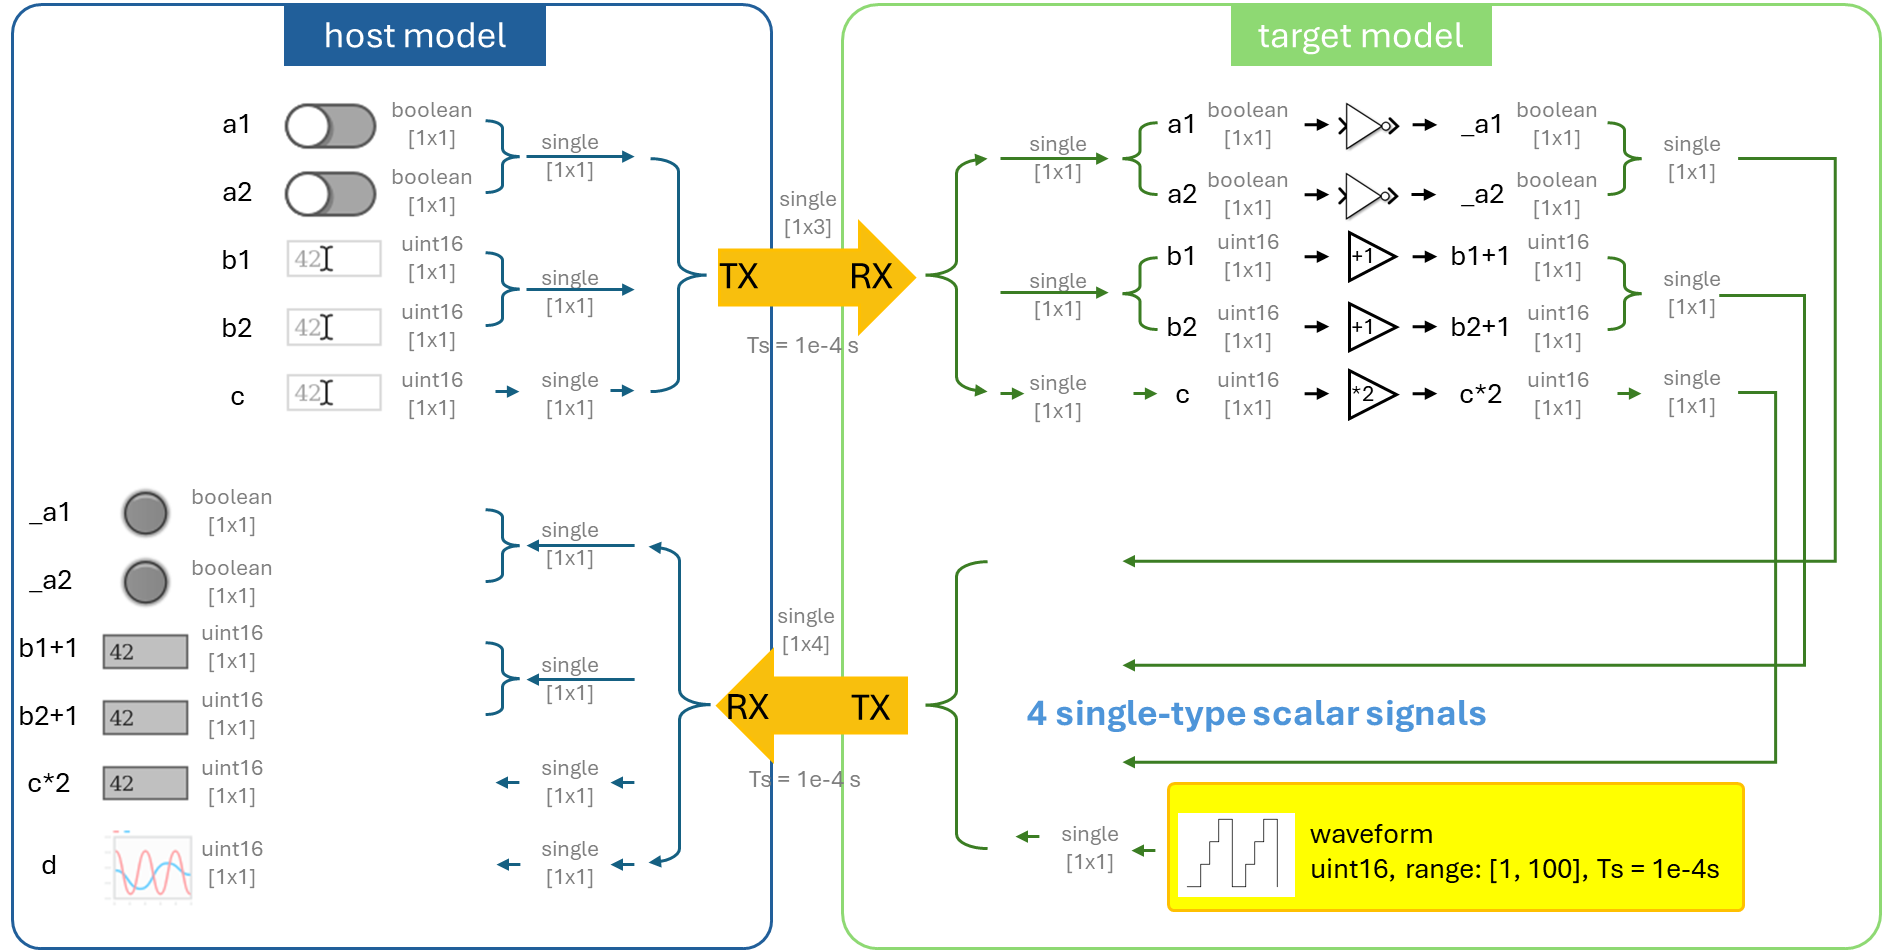 host model
a1
boolean
[1x1]
a2
boolean
[1x1]
single
[1x1]
b1
42
uint16
[1x1]
b2
42
uint16
[1x1]
single
[1x1]
c
42
uint16
[1x1]
single
[1x1]
single
[1x3]
TX
RX
Ts = 1e-4 s
target model
single
[1x1]
a1
boolean
[1x1]
_a1
boolean
[1x1]
a2
boolean
[1x1]
_a2
boolean
[1x1]
single
[1x1]
single
[1x1]
b1
uint16
[1x1]
+1
b1+1
uint16
[1x1]
b2
uint16
[1x1]
+1
b2+1
uint16
[1x1]
single
[1x1]
single
[1x1]
c
uint16
[1x1]
*2
c*2
uint16
[1x1]
single
[1x1]
_a1
boolean
[1x1]
_a2
boolean
[1x1]
single
[1x1]
b1+1
42
uint16
[1x1]
b2+1
42
uint16
[1x1]
single
[1x1]
c*2
42
uint16
[1x1]
single
[1x1]
d
uint16
[1x1]
single
[1x1]
single
[1x4]
RX
TX
Ts = 1e-4 s
4 single-type scalar signals
single
[1x1]
waveform
uint16, range: [1, 100], Ts = 1e-4s